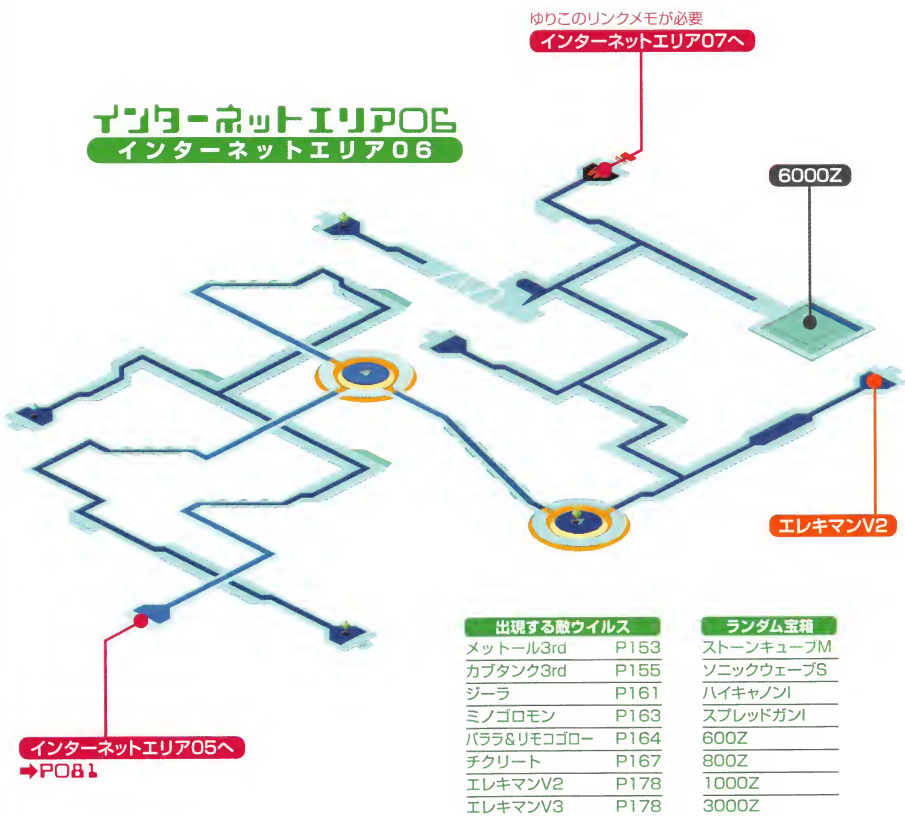 ゆりこのリンクメモが必要
インターネットエリア07へ
インターネットエリア06
インターネットエリア06
6000Z
エレキマンV2
インターネットエリア05へ
➡P081
出現する敵ウイルス
メットール3rd P153
カブタンク3rd P155
ジーラ P161
ミノゴロモン P163
パララ&リモコゴロー P164
チクリート P167
エレキマンV2 P178
エレキマンV3 P178
ランダム宝箱
ストーンキューブM
ソニックウェーブS
ハイキャノンI
スプレッドガンI
600Z
800Z
1000Z
3000Z